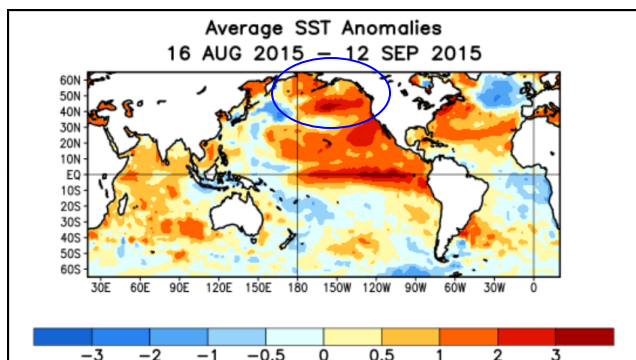 Average SST Anomalies
16 AUG 2015 – 12 SEP 2015
60N
50N
40N
30N
20N
10N
EQ
10S
20S
30S
40S
50S
60S
30E 60E 90E 120E 150E 180 150W 120W 90W 60W 30W 0
-3 -2 -1 -0.5 0 0.5 1 2 3